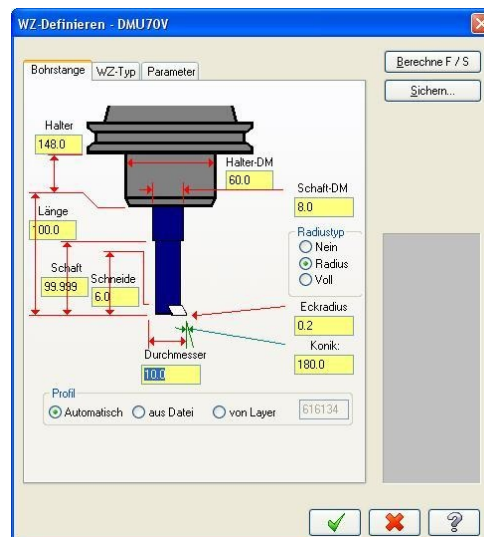 WZ-Definieren - DMU70V
Bohrstange
WZ-Typ
Parameter
Berechne F / S
Sichern...
Halter
148.0
Halter-DM
60.0
Schaft-DM
8.0
Länge
100.0
Radiustyp
Nein
Radius
Voll
Schaft
99.999
Schneide
6.0
Eckradius
0.2
Konik:
180.0
Durchmesser
10.0
Profil
Automatisch
aus Datei
von Layer
616134